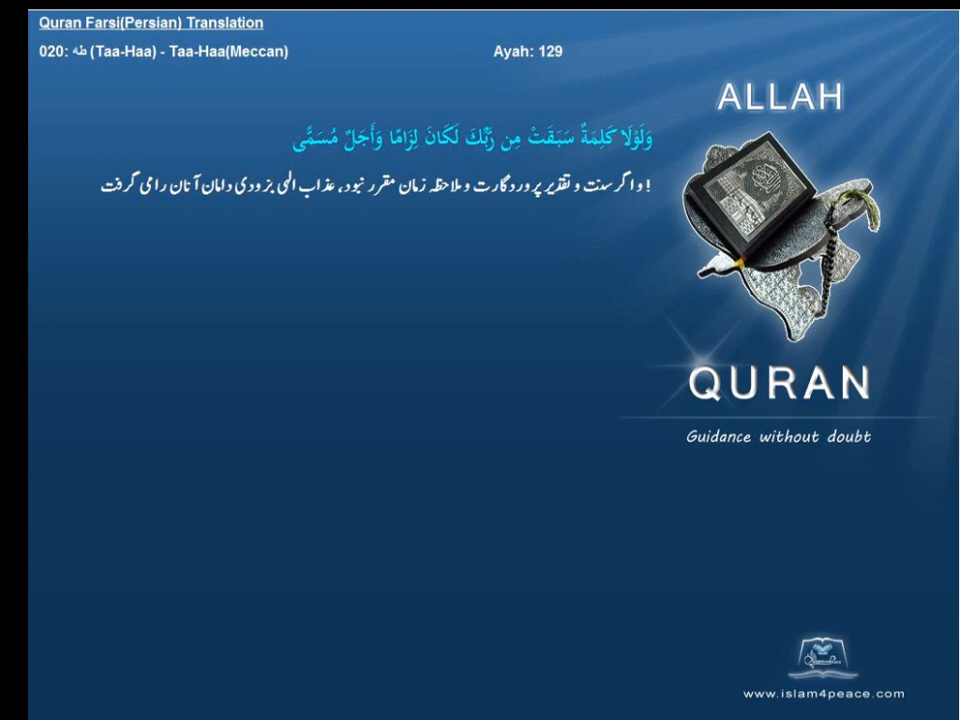 Quran Farsi(Persian) Translation
020: طه (Taa-Haa) - Taa-Haa(Meccan)
Ayah: 129
وَلَوْلَا كَلِمَةٌ سَبَقَتْ مِن رَّبِّكَ لَكَانَ لِزَامًا وَأَجَلٌ مُسَمًّى
! و اگر سنت و تقدیر پروردگارت و ملاحظه زمان مقرر نبود، عذاب الهی بزودی دامان آنان را می گرفت
ALLAH
QURAN
Guidance without doubt
www.islam4peace.com